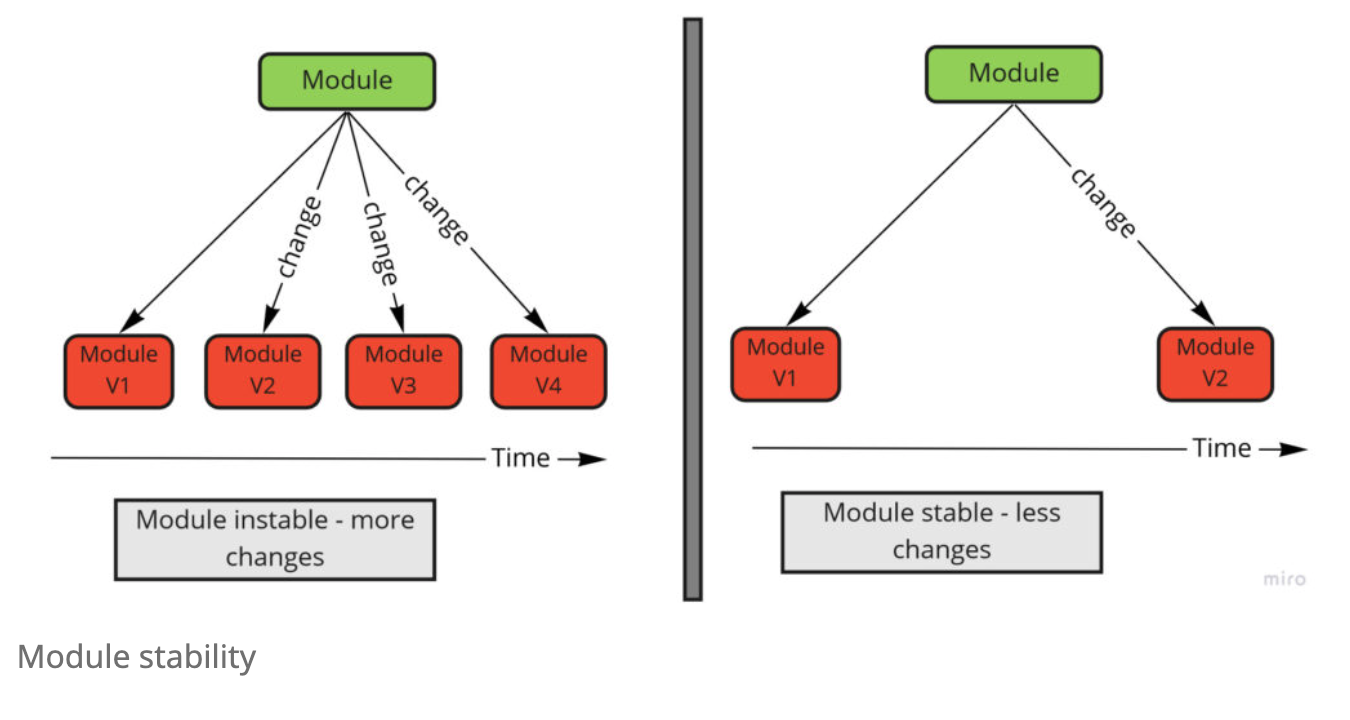 Module
change
change
change
Module
V1
Module
V2
Module
V3
Module
V4
Time
Module instable - more
changes
Module
change
Module
V1
Module
V2
Time
Module stable - less
changes
miro
Module stability